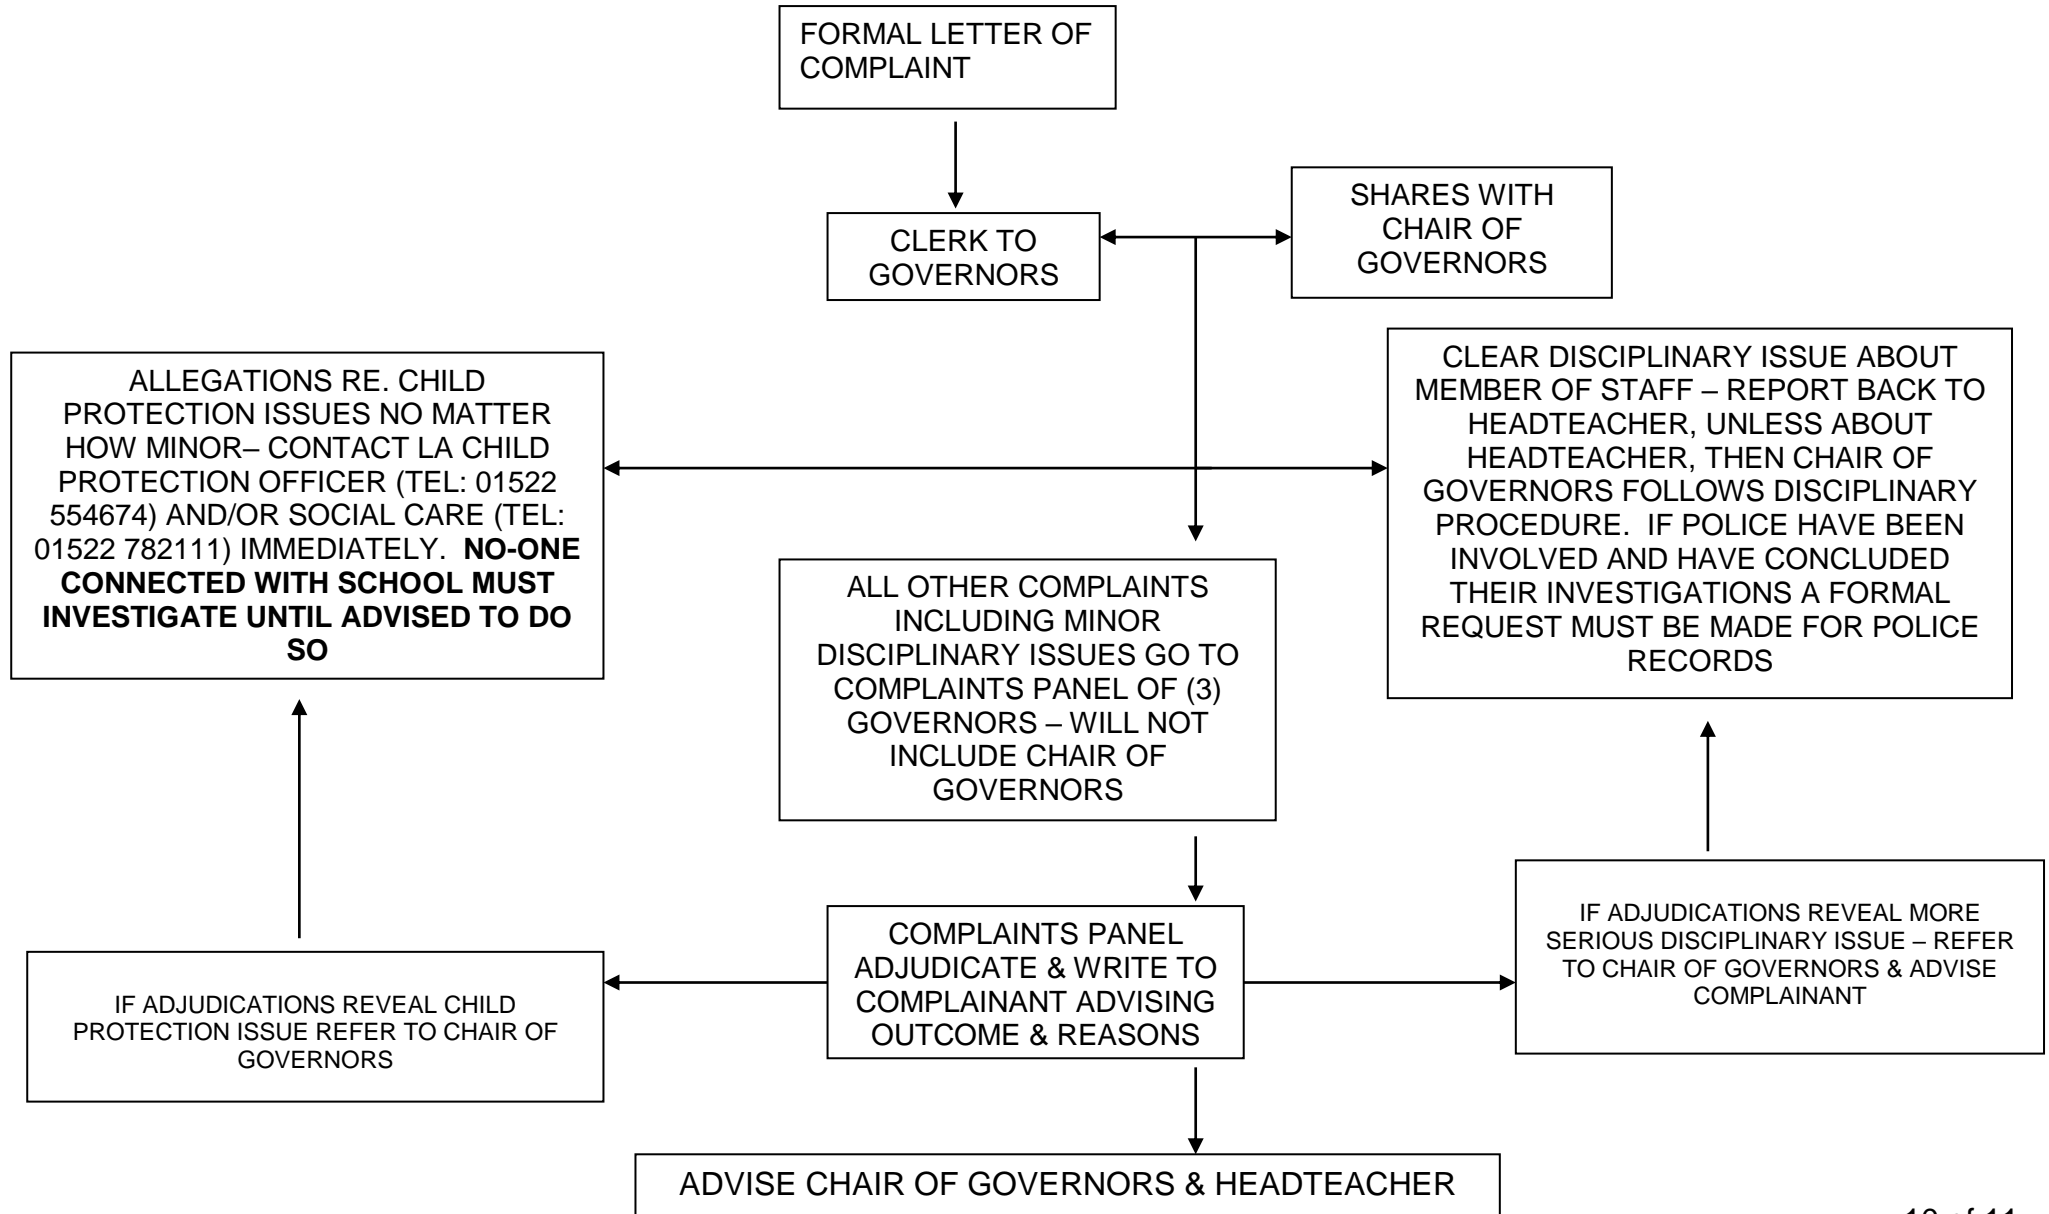 FORMAL LETTER OF
COMPLAINT
SHARES WITH
CHAIR OF
GOVERNORS
CLERK TO
GOVERNORS
ALLEGATIONS RE. CHILD
PROTECTION ISSUES NO MATTER
HOW MINOR– CONTACT LA CHILD
PROTECTION OFFICER (TEL: 01522
554674) AND/OR SOCIAL CARE (TEL:
01522 782111) IMMEDIATELY.  NO-ONE
CONNECTED WITH SCHOOL MUST
INVESTIGATE UNTIL ADVISED TO DO
SO
CLEAR DISCIPLINARY ISSUE ABOUT
MEMBER OF STAFF – REPORT BACK TO
HEADTEACHER, UNLESS ABOUT
HEADTEACHER, THEN CHAIR OF
GOVERNORS FOLLOWS DISCIPLINARY
PROCEDURE.  IF POLICE HAVE BEEN
INVOLVED AND HAVE CONCLUDED
THEIR INVESTIGATIONS A FORMAL
REQUEST MUST BE MADE FOR POLICE
RECORDS
ALL OTHER COMPLAINTS
INCLUDING MINOR
DISCIPLINARY ISSUES GO TO
COMPLAINTS PANEL OF (3)
GOVERNORS – WILL NOT
INCLUDE CHAIR OF
GOVERNORS
IF ADJUDICATIONS REVEAL CHILD
PROTECTION ISSUE REFER TO CHAIR OF
GOVERNORS
COMPLAINTS PANEL
ADJUDICATE & WRITE TO
COMPLAINANT ADVISING
OUTCOME & REASONS
IF ADJUDICATIONS REVEAL MORE
SERIOUS DISCIPLINARY ISSUE – REFER
TO CHAIR OF GOVERNORS & ADVISE
COMPLAINANT
ADVISE CHAIR OF GOVERNORS & HEADTEACHER